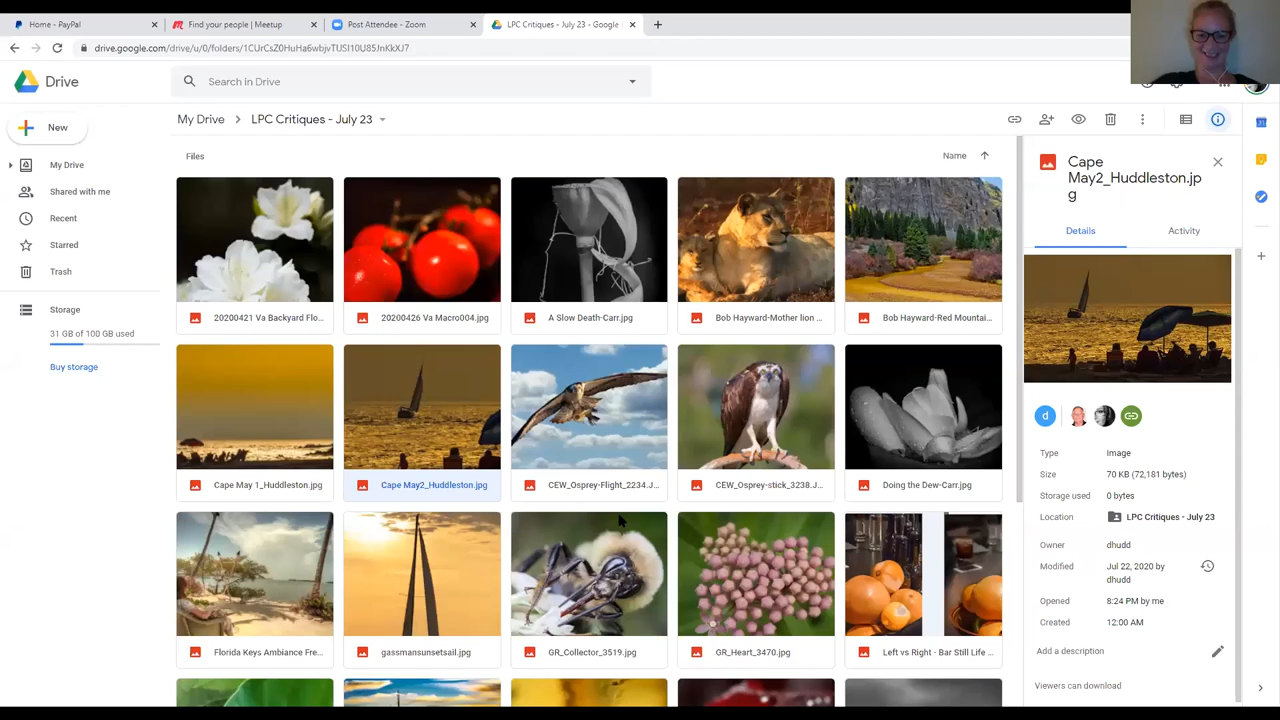 Home - PayPal
Find your people | Meetup
Post Attendee - Zoom
LPC Critiques - July 23 - Google
drive.google.com/drive/u/0/folders/1CUrCsZ0HuHa6wbjvTUSI10U85JnKkXJ7
Drive
Search in Drive
New
My Drive
Shared with me
Recent
Starred
Trash
Storage
31 GB of 100 GB used
Buy storage
My Drive
LPC Critiques - July 23
Files
Name
20200421 Va Backyard Flo...
20200426 Va Macro004.jpg
A Slow Death-Carr.jpg
Bob Hayward-Mother lion ...
Bob Hayward-Red Mountai...
Cape May 1_Huddleston.jpg
Cape May2_Huddleston.jpg
CEW_Osprey-Flight_2234.J...
CEW_Osprey-stick_3238.J...
Doing the Dew-Carr.jpg
Florida Keys Ambiance Fre...
gassmansunsetsail.jpg
GR_Collector_3519.jpg
GR_Heart_3470.jpg
Left vs Right - Bar Still Life ...
Cape
May2_Huddleston.jp
g
Details
Activity
d
Type Image
Size 70 KB (72,181 bytes)
Storage used 0 bytes
Location LPC Critiques - July 23
Owner dhudd
Modified Jul 22, 2020 by
dhudd
Opened 8:24 PM by me
Created 12:00 AM
Add a description
Viewers can download